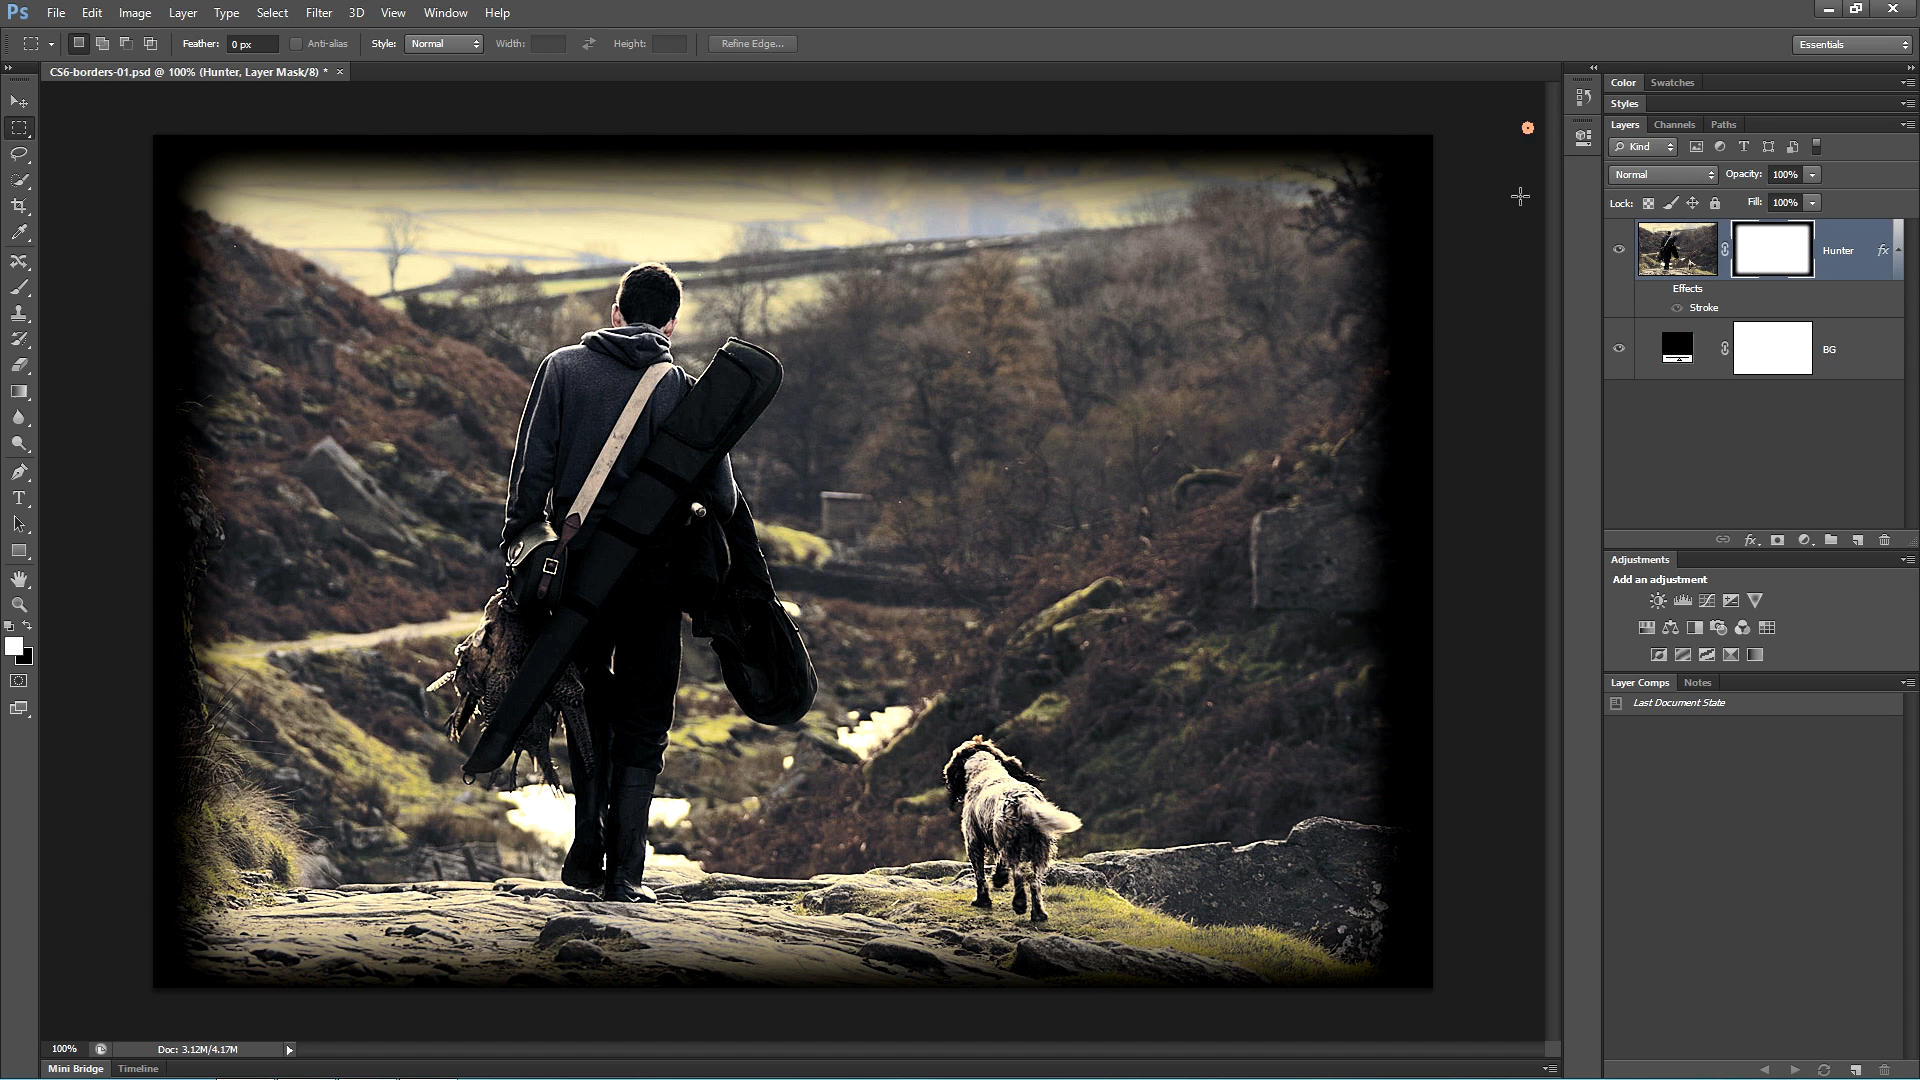 Ps File Edit Image Layer Type Select Filter 3D View Window Help
Feather: 0 px Anti-alias Style: Normal Width: Height: Refine Edge... Essentials
CS6-borders-01.psd @ 100% (Hunter, Layer Mask/8) * ×
Color Swatches
Styles
Layers Channels Paths
Kind
Normal Opacity: 100%
Lock: Fill: 100%
Hunter fx
Effects
Stroke
BG
fx
Adjustments
Add an adjustment
Layer Comps Notes
Last Document State
100% Doc: 3.12M/4.17M
Mini Bridge Timeline